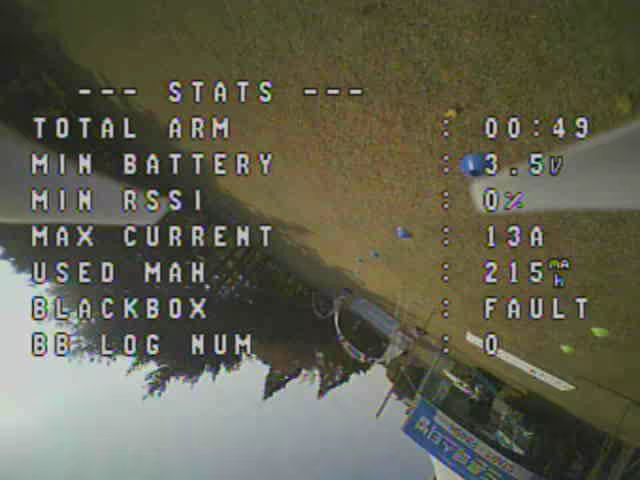 --- STATS ---
TOTAL ARM : 00:49
MIN BATTERY : 3.5V
MIN RSSI : 0%
MAX CURRENT : 13A
USED MAH : 215mAh
BLACKBOX : FAULT
BB LOG NUM : 0